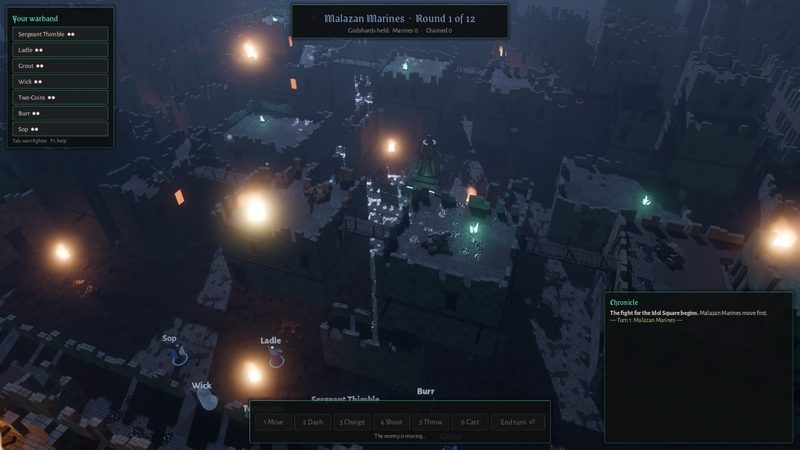 Your warband
Sergeant Thimble
Ladle
Grout
Wick
Two-Coins
Burr
Sop
Tab next fighter · F1 help.
Malazan Marines · Round 1 of 12
Godshards held: Marines 0 · Chained 0
Chronicle
The fight for the Idol Square begins. Malazan Marines move first.
— Turn 1: Malazan Marines —
Sop
Ladle
Wick
Burr
Sergeant Thimble
1 Move
2 Dash
3 Charge
4 Shoot
5 Throw
6 Cast
End turn ⏎
The enemy is moving…